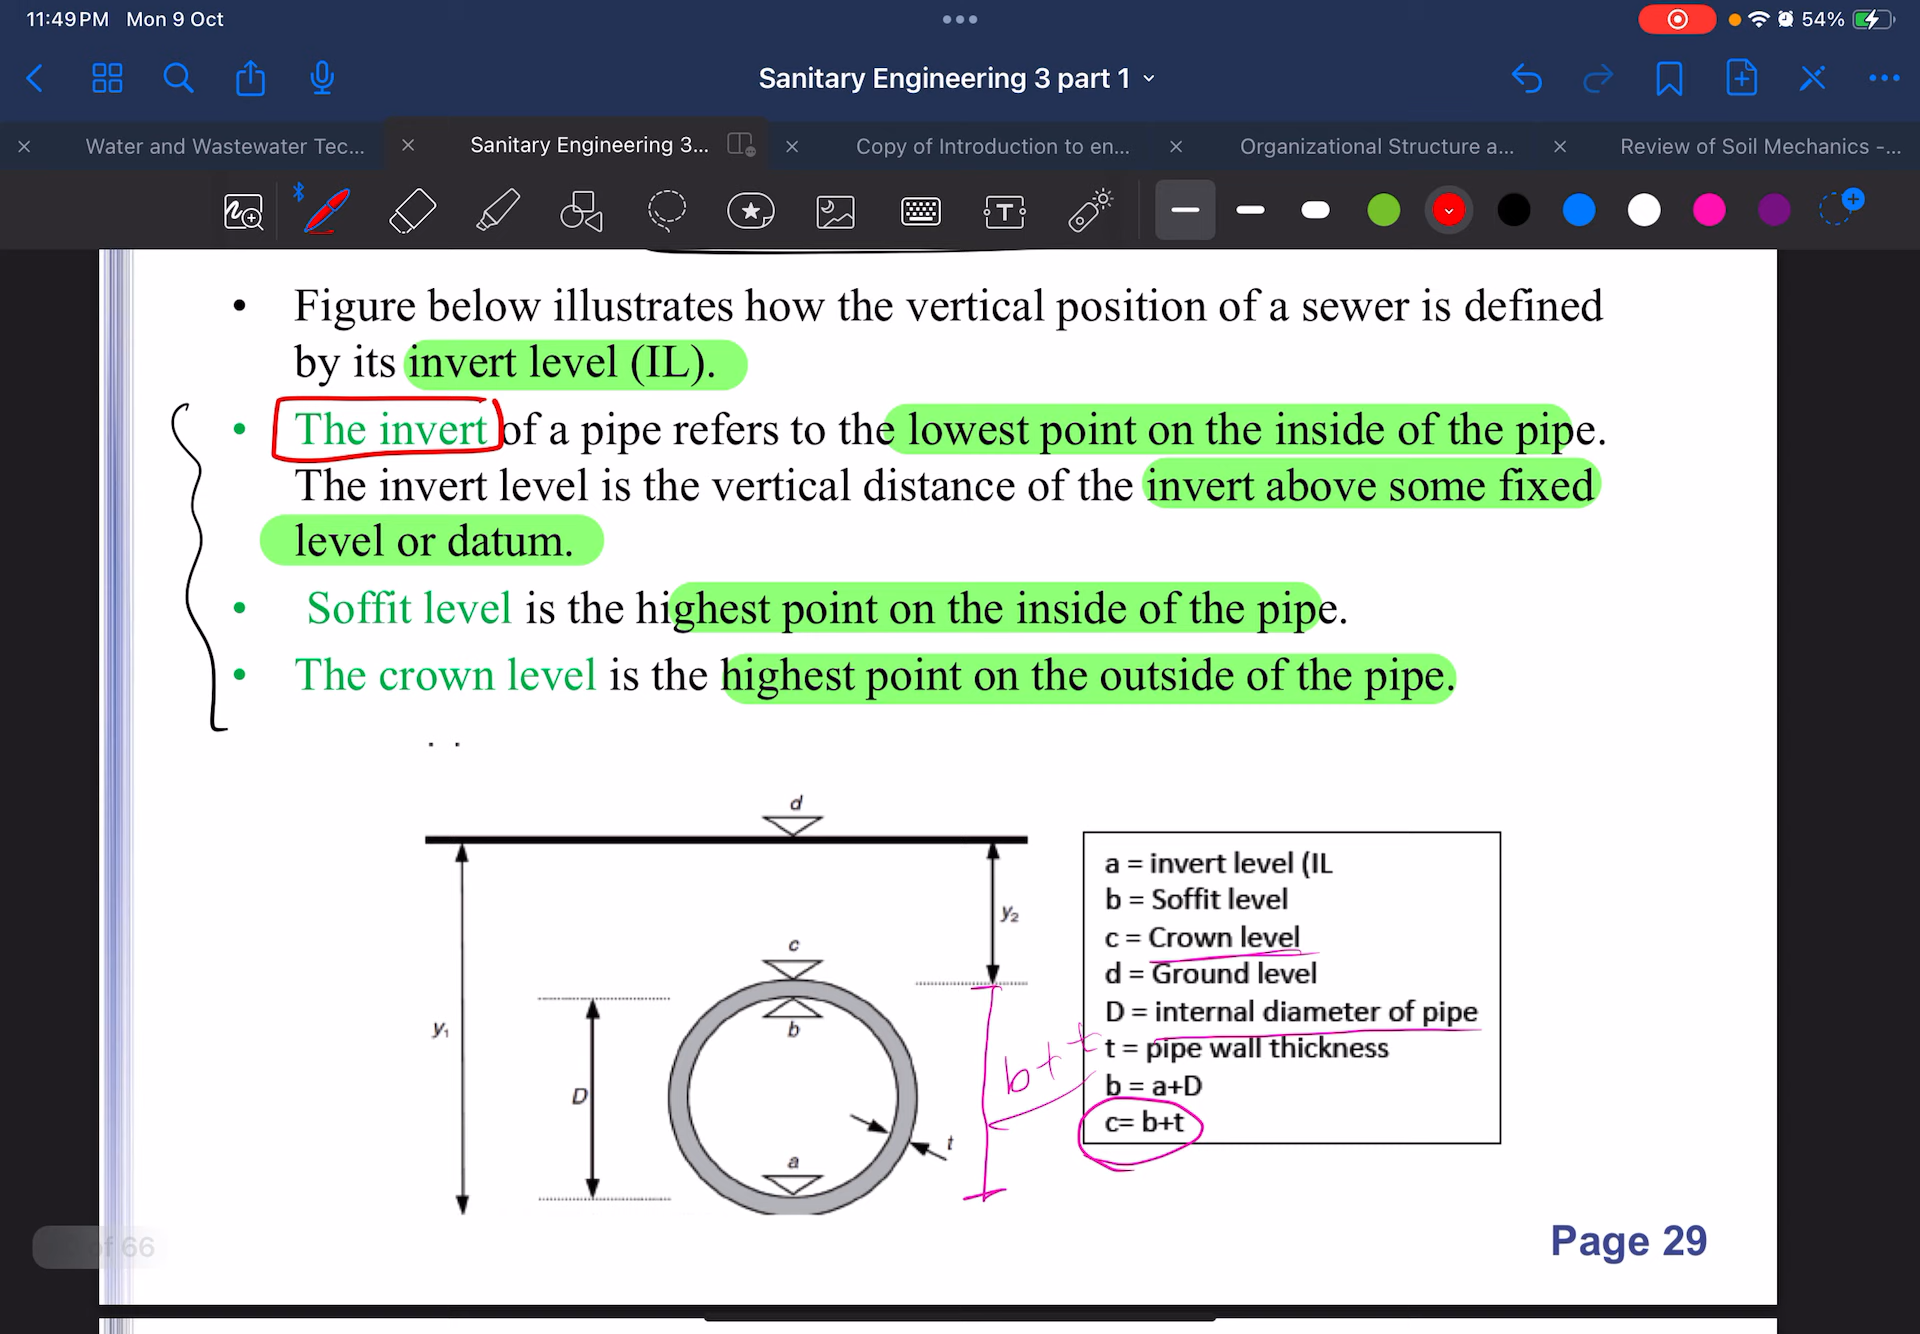 11:49 PM Mon 9 Oct
54%
Sanitary Engineering 3 part 1
Water and Wastewater Tec...
Sanitary Engineering 3...
Copy of Introduction to en...
Organizational Structure a...
Review of Soil Mechanics -...
T
• Figure below illustrates how the vertical position of a sewer is defined
by its invert level (IL).
• The invert of a pipe refers to the lowest point on the inside of the pipe.
The invert level is the vertical distance of the invert above some fixed
level or datum.
• Soffit level is the highest point on the inside of the pipe.
• The crown level is the highest point on the outside of the pipe.
d
y₂
c
b
y₁
D
a
t
b+t
a = invert level (IL
b = Soffit level
c = Crown level
d = Ground level
D = internal diameter of pipe
t = pipe wall thickness
b = a+D
c= b+t
of 66
Page 29